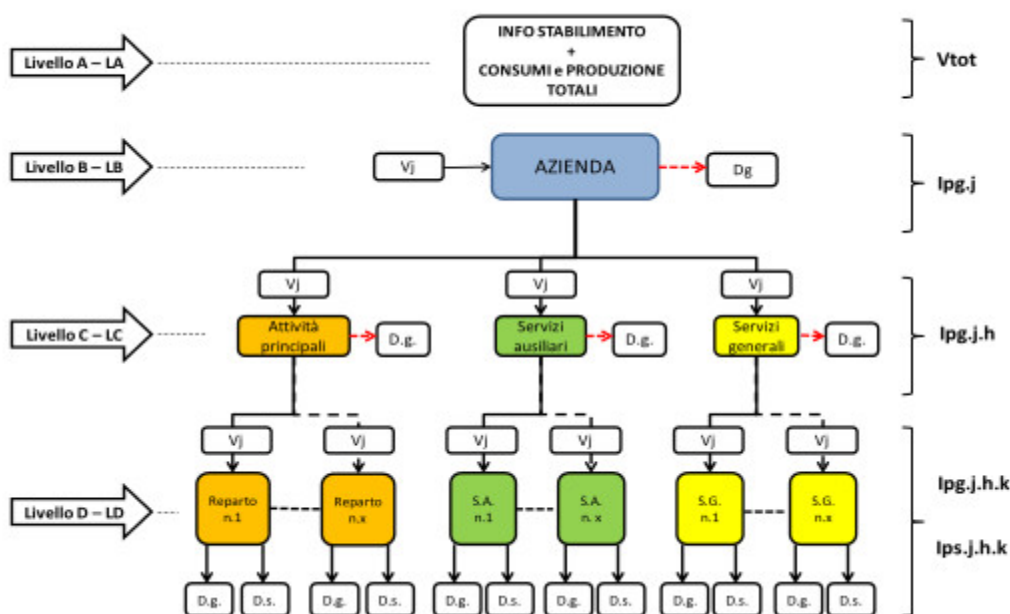 INFO STABILIMENTO
+
CONSUMI e PRODUZIONE
TOTALI
Livello A – LA
Vtot
Livello B – LB
Vj
AZIENDA
Dg
Ipg.j
Vj
Vj
Vj
Livello C – LC
Attività
principali
D.g.
Servizi
ausiliari
D.g.
Servizi
generali
D.g.
Ipg.j.h
Vj
Vj
Vj
Vj
Vj
Vj
Livello D – LD
Reparto
n.1
Reparto
n.x
S.A.
n.1
S.A.
n. x
S.G.
n.1
S.G.
n.x
Ipg.j.h.k
Ips.j.h.k
D.g.
D.s.
D.g.
D.s.
D.g.
D.s.
D.g.
D.s.
D.g.
D.s.
D.g.
D.s.